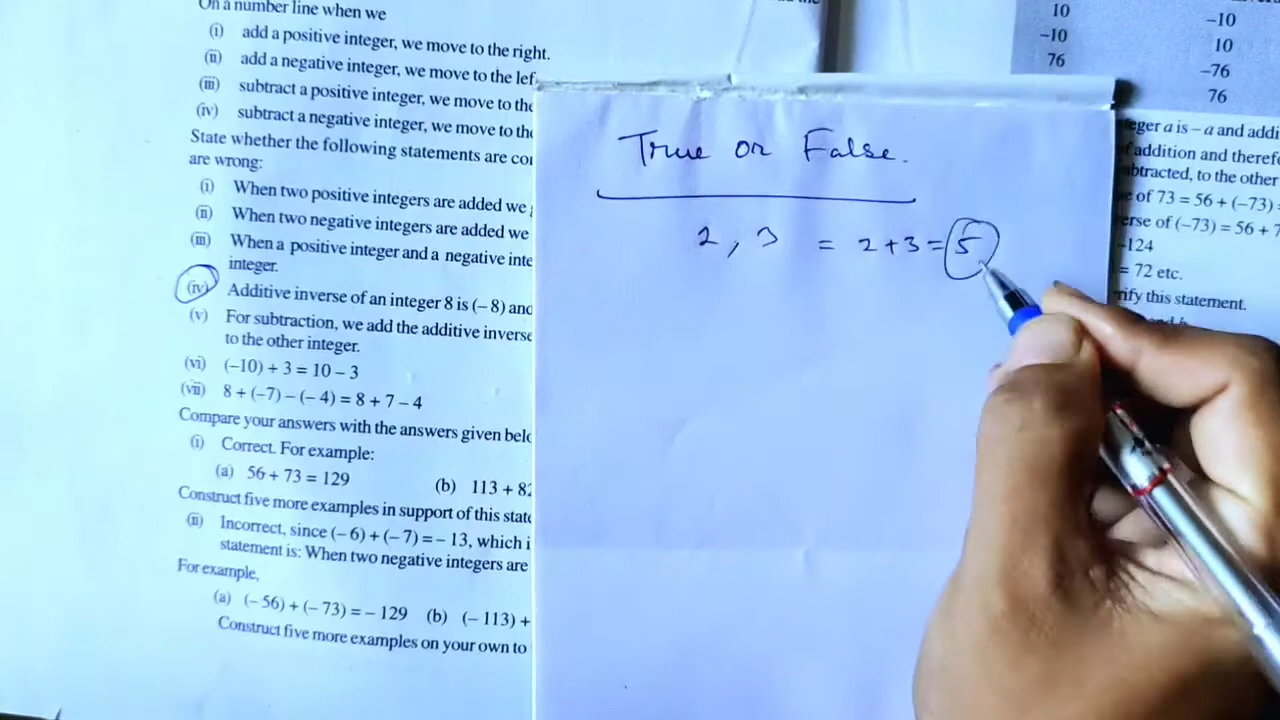 On a number line when we
(i) add a positive integer, we move to the right.
(ii) add a negative integer, we move to the lef
(iii) subtract a positive integer, we move to the
(iv) subtract a negative integer, we move to th
State whether the following statements are cor
are wrong:
(i) When two positive integers are added we
(ii) When two negative integers are added we
(iii) When a positive integer and a negative inte
integer.
(iv) Additive inverse of an integer 8 is (– 8) and
(v) For subtraction, we add the additive inverse
to the other integer.
(vi) (–10) + 3 = 10 – 3
(vii) 8 + (–7) – (– 4) = 8 + 7 – 4
Compare your answers with the answers given belo
(i) Correct. For example:
(a) 56 + 73 = 129 (b) 113 + 82
Construct five more examples in support of this state
(ii) Incorrect, since (– 6) + (– 7) = – 13, which i
statement is: When two negative integers are
For example,
(a) (– 56) + (– 73) = – 129 (b) (– 113) +
Construct five more examples on your own to
True or False.
2, 3 = 2+3=5
10 –10
–10 10
76 –76
76
teger a is – a and addi
f addition and therefo
btracted, to the other
e of 73 = 56 + (–73)
erse of (–73) = 56 + 7
–124
= 72 etc.
rify this statement.